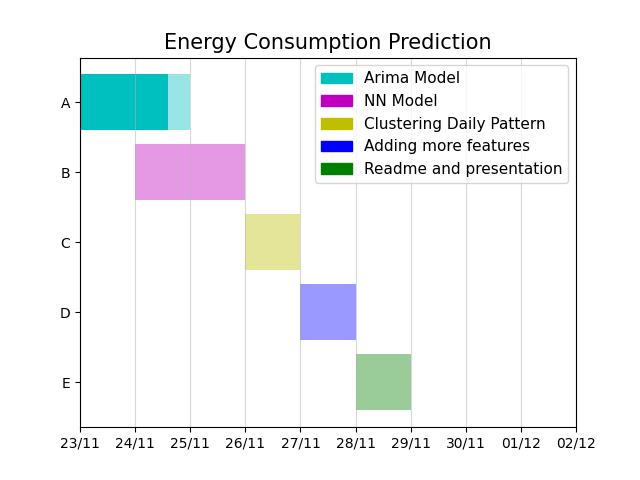 Energy Consumption Prediction
Arima Model
NN Model
Clustering Daily Pattern
Adding more features
Readme and presentation
A
B
C
D
E
23/11 24/11 25/11 26/11 27/11 28/11 29/11 30/11 01/12 02/12